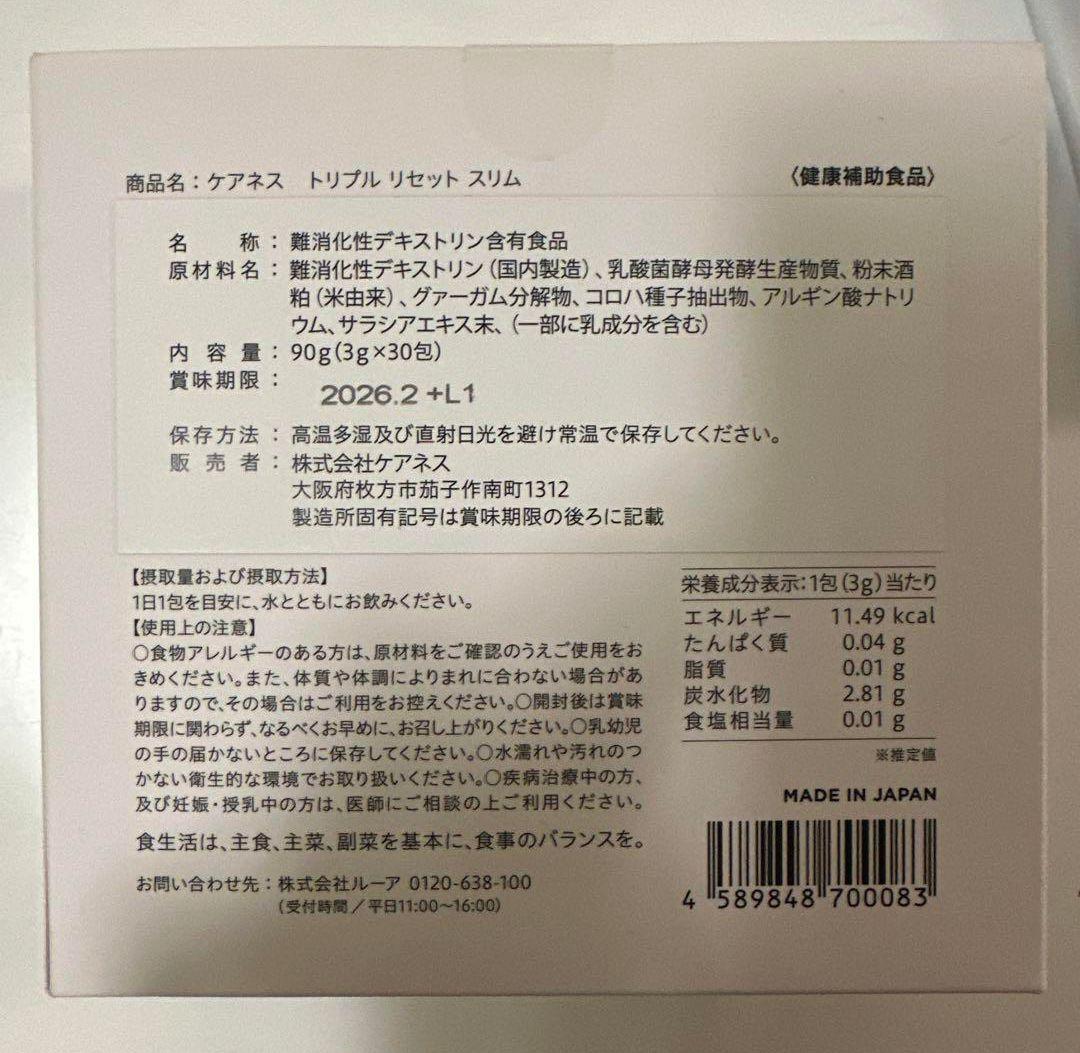 商品名：ケアネス　トリプル リセット スリム
〈健康補助食品〉
名　　称：難消化性デキストリン含有食品
原材料名：難消化性デキストリン（国内製造）、乳酸菌酵母発酵生産物質、粉末酒
粕（米由来）、グァーガム分解物、コロハ種子抽出物、アルギン酸ナトリ
ウム、サラシアエキス末、（一部に乳成分を含む）
内 容 量：90g（3g×30包）
賞味期限：
2026.2 +L1
保存方法：高温多湿及び直射日光を避け常温で保存してください。
販 売 者：株式会社ケアネス
大阪府枚方市茄子作南町1312
製造所固有記号は賞味期限の後ろに記載
【摂取量および摂取方法】
1日1包を目安に、水とともにお飲みください。
【使用上の注意】
○食物アレルギーのある方は、原材料をご確認のうえご使用をお
きめください。また、体質や体調によりまれに合わない場合があ
りますので、その場合はご利用をお控えください。○開封後は賞味
期限に関わらず、なるべくお早めに、お召し上がりください。○乳幼児
の手の届かないところに保存してください。○水濡れや汚れのつ
かない衛生的な環境でお取り扱いください。○疾病治療中の方、
及び妊娠・授乳中の方は、医師にご相談の上ご利用ください。
食生活は、主食、主菜、副菜を基本に、食事のバランスを。
お問い合わせ先：株式会社ルーア 0120-638-100
（受付時間／平日11:00〜16:00）
栄養成分表示：1包（3g）当たり
エネルギー 11.49 kcal
たんぱく質 0.04 g
脂質 0.01 g
炭水化物 2.81 g
食塩相当量 0.01 g
※推定値
MADE IN JAPAN
4 589848 700083